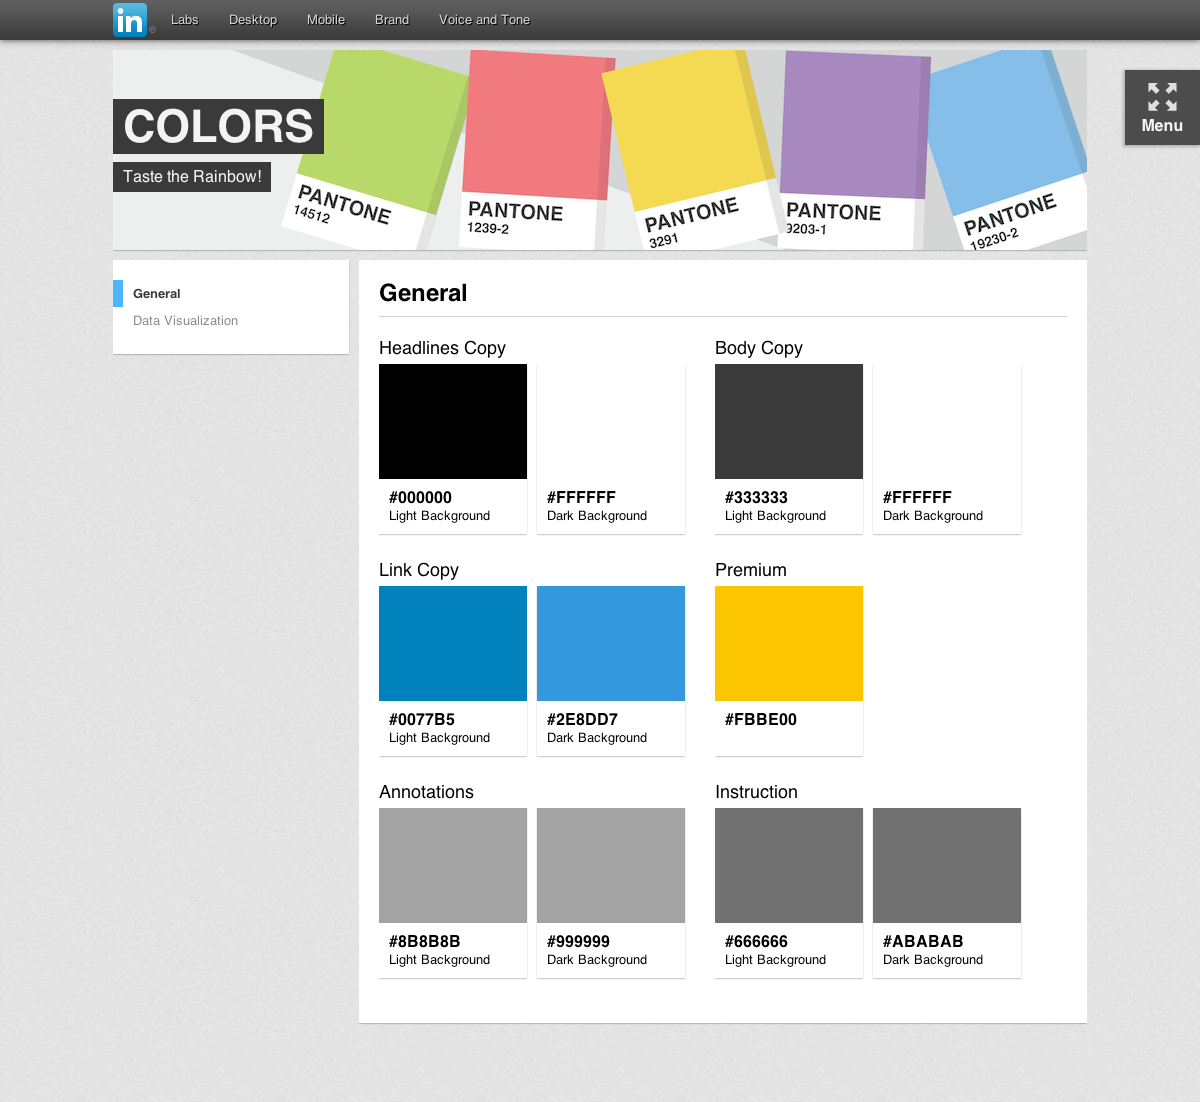 in ®
Labs
Desktop
Mobile
Brand
Voice and Tone
Menu
COLORS
Taste the Rainbow!
PANTONE
14512
PANTONE
1239-2
PANTONE
3291
PANTONE
9203-1
PANTONE
19230-2
General
Data Visualization
General
Headlines Copy
#000000
Light Background
#FFFFFF
Dark Background
Body Copy
#333333
Light Background
#FFFFFF
Dark Background
Link Copy
#0077B5
Light Background
#2E8DD7
Dark Background
Premium
#FBBE00
Annotations
#8B8B8B
Light Background
#999999
Dark Background
Instruction
#666666
Light Background
#ABABAB
Dark Background